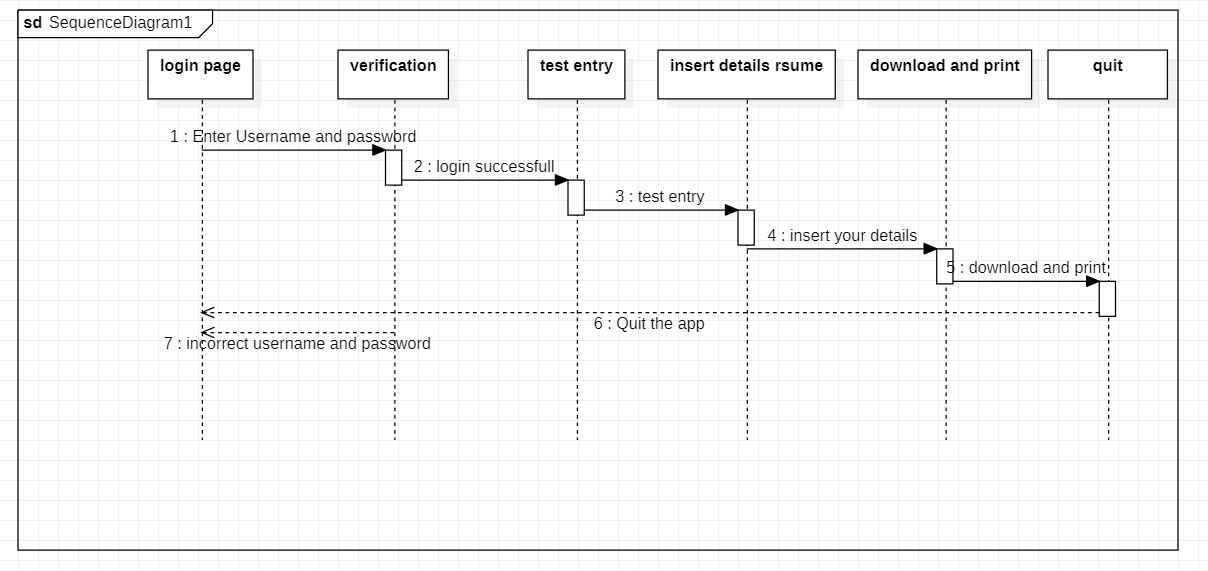 sd SequenceDiagram1
login page
verification
test entry
insert details rsume
download and print
quit
1 : Enter Username and password
2 : login successfull
3 : test entry
4 : insert your details
5 : download and print
6 : Quit the app
7 : incorrect username and password